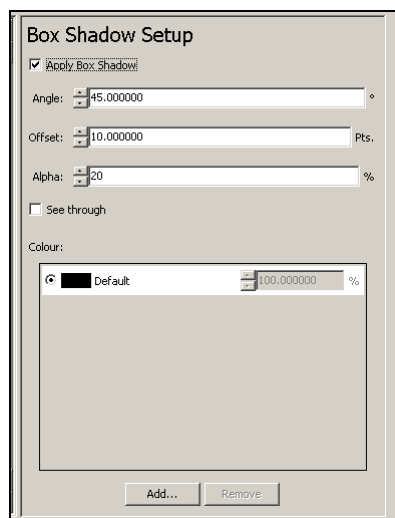 Box Shadow Setup
Apply Box Shadow
Angle: 45.000000 °
Offset: 10.000000 Pts.
Alpha: 20 %
See through
Colour:
Default 100.000000 %
Add... Remove